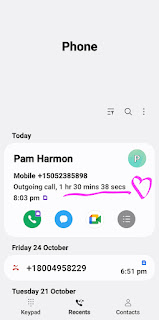 Phone
Today
Pam Harmon
Mobile +15052385898
Outgoing call, 1 hr 30 mins 38 secs
8:03 pm
P
Friday 24 October
+18004958229
6:51 pm
Tuesday 21 October
Keypad
Recents
Contacts